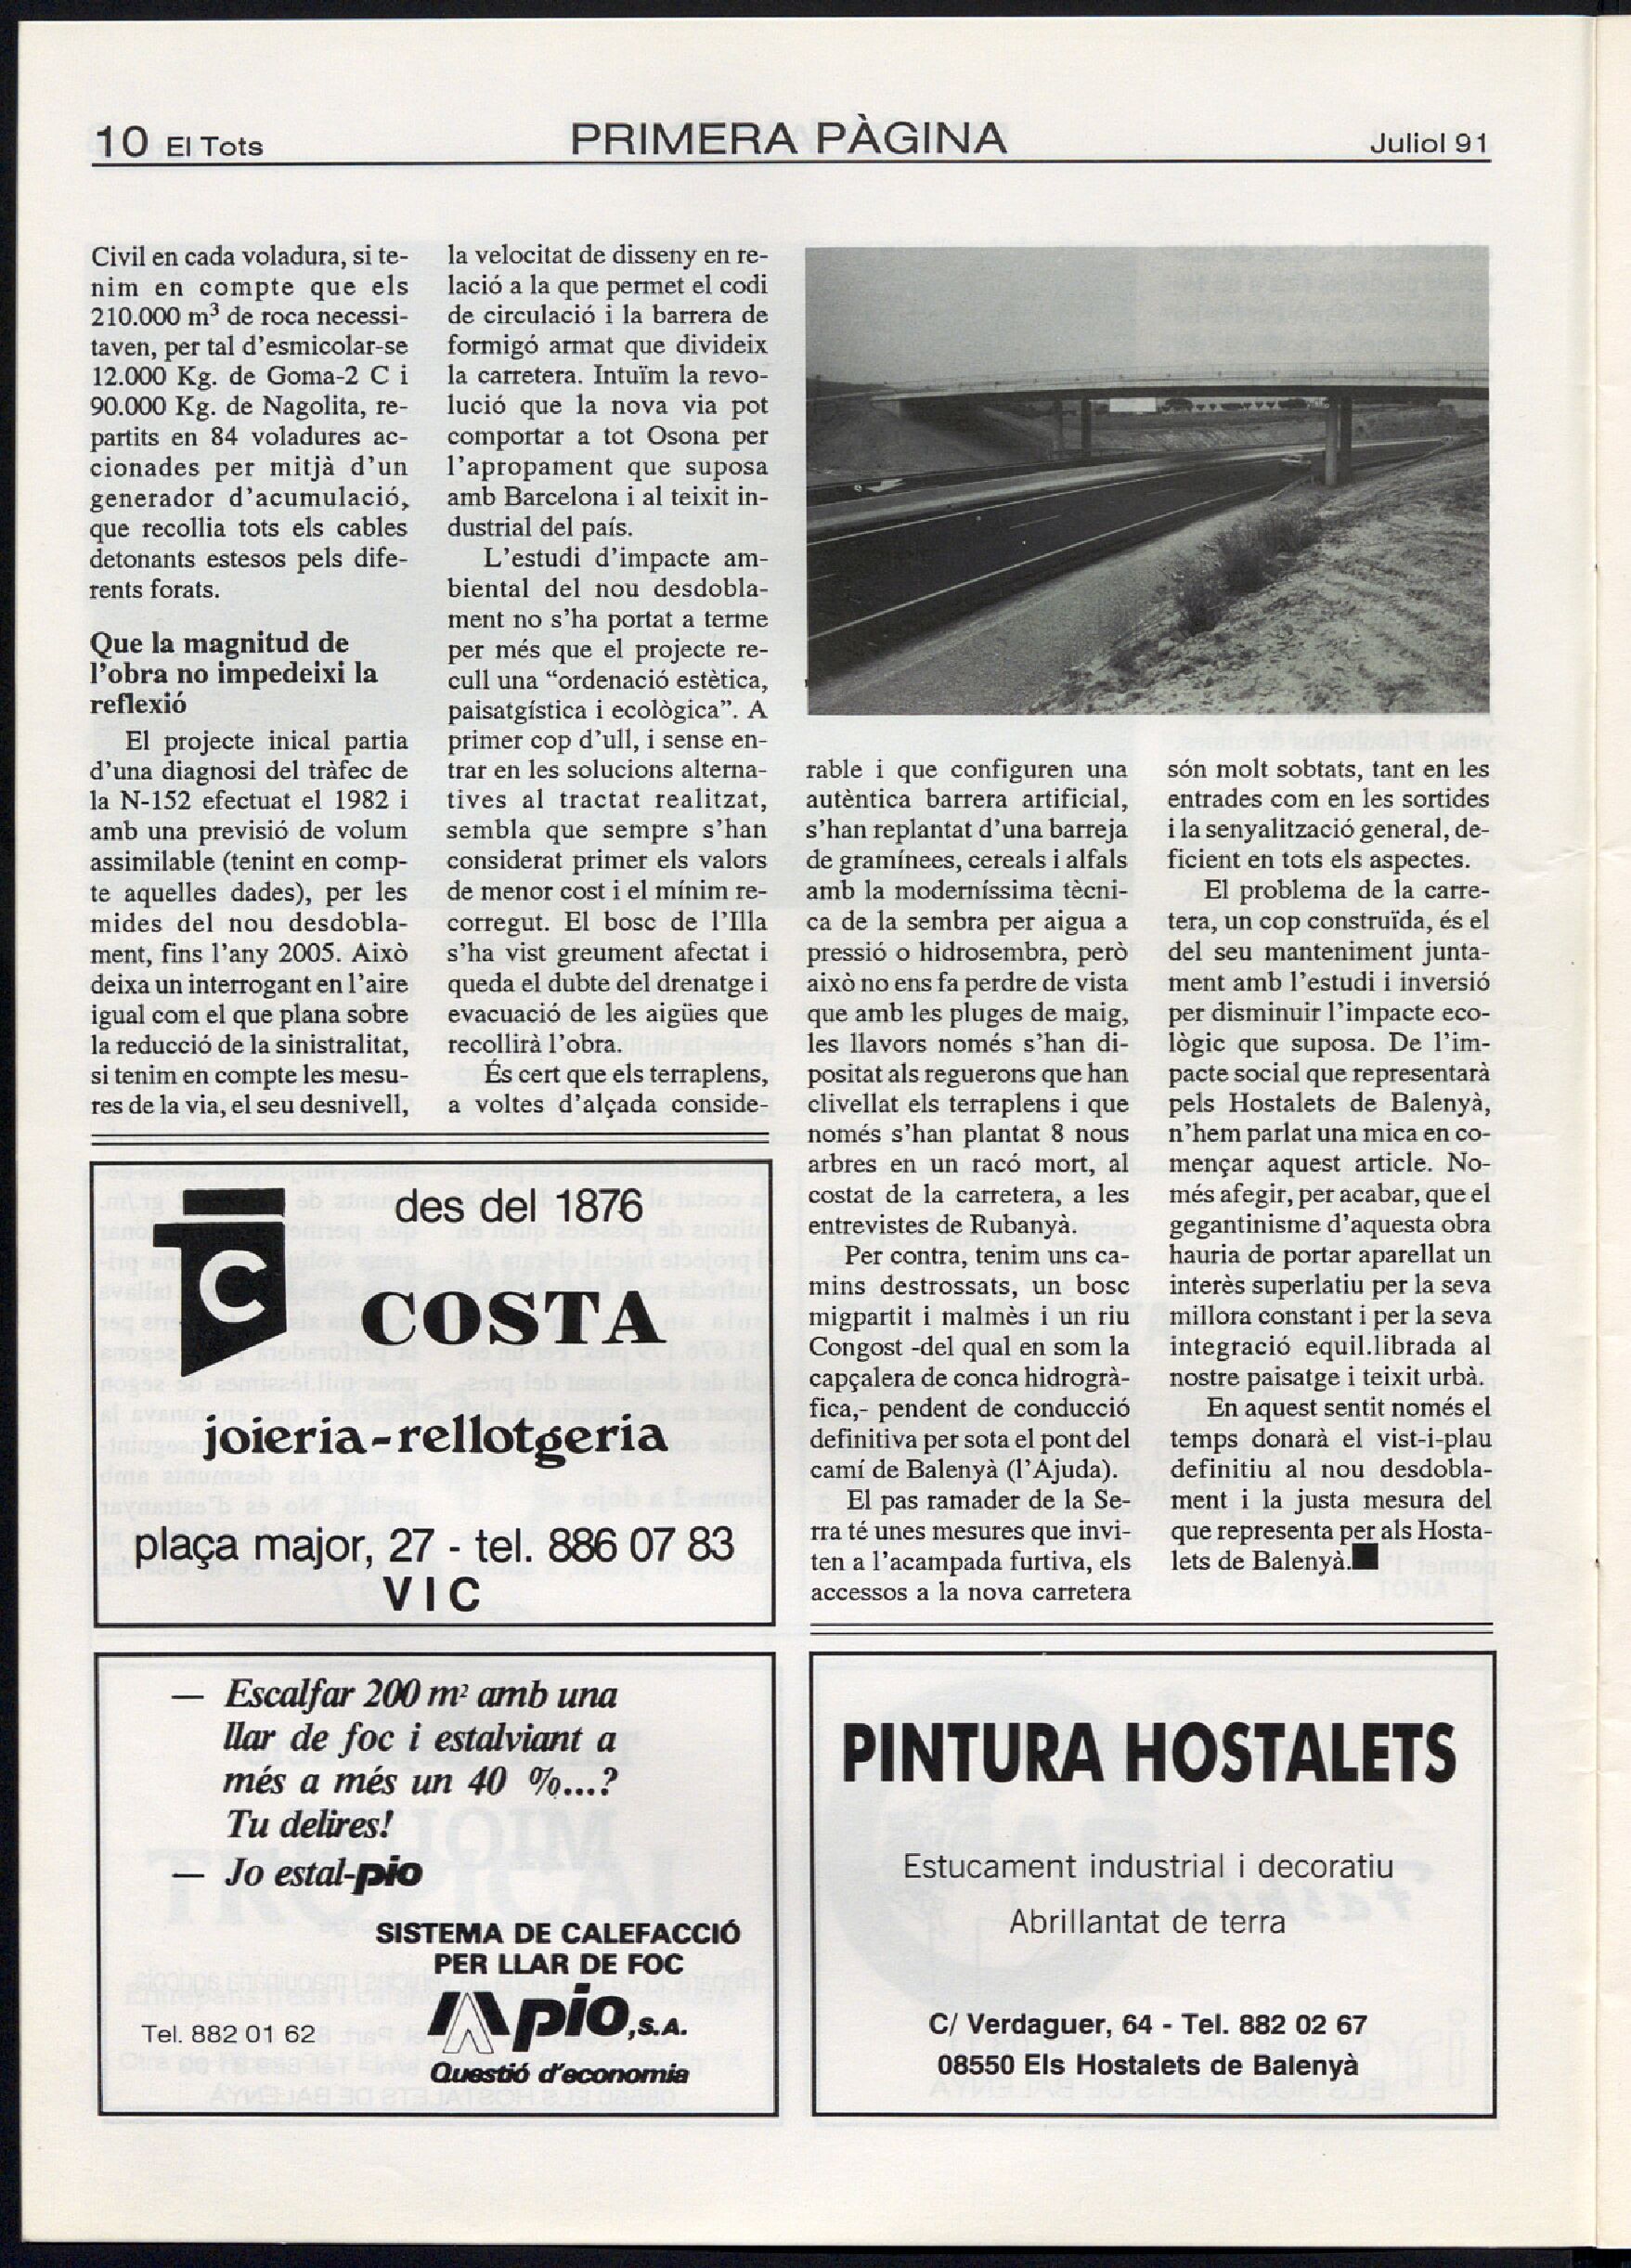 10 El Tots
PRIMERA PÀGINA
Juliol 91
Civil en cada voladura, si te-
nim en compte que els
210.000 m³ de roca necessi-
taven, per tal d'esmicolar-se
12.000 Kg. de Goma-2 C i
90.000 Kg. de Nagolita, re-
partits en 84 voladures ac-
cionades per mitjà d'un
generador d'acumulació,
que recollia tots els cables
detonants estesos pels dife-
rents forats.
Que la magnitud de
l'obra no impedeixi la
reflexió
El projecte inical partia
d'una diagnosi del tràfec de
la N-152 efectuat el 1982 i
amb una previsió de volum
assimilable (tenint en comp-
te aquelles dades), per les
mides del nou desdobla-
ment, fins l'any 2005. Això
deixa un interrogant en l'aire
igual com el que plana sobre
la reducció de la sinistralitat,
si tenim en compte les mesu-
res de la via, el seu desnivell,
la velocitat de disseny en re-
lació a la que permet el codi
de circulació i la barrera de
formigó armat que divideix
la carretera. Intuïm la revo-
lució que la nova via pot
comportar a tot Osona per
l'apropament que suposa
amb Barcelona i al teixit in-
dustrial del país.
L'estudi d'impacte am-
biental del nou desdobla-
ment no s'ha portat a terme
per més que el projecte re-
cull una “ordenació estètica,
paisatgística i ecològica”. A
primer cop d'ull, i sense en-
trar en les solucions alterna-
tives al tractat realitzat,
sembla que sempre s'han
considerat primer els valors
de menor cost i el mínim re-
corregut. El bosc de l'Illa
s'ha vist greument afectat i
queda el dubte del drenatge i
evacuació de les aigües que
recollirà l'obra.
És cert que els terraplens,
a voltes d'alçada conside-
rable i que configuren una
autèntica barrera artificial,
s'han replantat d'una barreja
de gramínees, cereals i alfals
amb la moderníssima tècni-
ca de la sembra per aigua a
pressió o hidrosembra, però
això no ens fa perdre de vista
que amb les pluges de maig,
les llavors només s'han di-
positat als reguerons que han
clivellat els terraplens i que
només s'han plantat 8 nous
arbres en un racó mort, al
costat de la carretera, a les
entrevistes de Rubanyà.
Per contra, tenim uns ca-
mins destrossats, un bosc
migpartit i malmès i un riu
Congost -del qual en som la
capçalera de conca hidrogrà-
fica,- pendent de conducció
definitiva per sota el pont del
camí de Balenyà (l'Ajuda).
El pas ramader de la Se-
rra té unes mesures que invi-
ten a l'acampada furtiva, els
accessos a la nova carretera
són molt sobtats, tant en les
entrades com en les sortides
i la senyalització general, de-
ficient en tots els aspectes.
El problema de la carre-
tera, un cop construïda, és el
del seu manteniment junta-
ment amb l'estudi i inversió
per disminuir l'impacte eco-
lògic que suposa. De l'im-
pacte social que representarà
pels Hostalets de Balenyà,
n'hem parlat una mica en co-
mençar aquest article. No-
més afegir, per acabar, que el
gegantinisme d'aquesta obra
hauria de portar aparellat un
interès superlatiu per la seva
millora constant i per la seva
integració equil.librada al
nostre paisatge i teixit urbà.
En aquest sentit només el
temps donarà el vist-i-plau
definitiu al nou desdobla-
ment i la justa mesura del
que representa per als Hosta-
lets de Balenyà.■
des del 1876
COSTA
joieria-rellotgeria
plaça major, 27 - tel. 886 07 83
VIC
— Escalfar 200 m² amb una
llar de foc i estalviant a
més a més un 40 %...?
Tu delires!
— Jo estal-pio
SISTEMA DE CALEFACCIÓ
PER LLAR DE FOC
pio,S.A.
Tel. 882 01 62
Questió d'economia
PINTURA HOSTALETS
Estucament industrial i decoratiu
Abrillantat de terra
C/ Verdaguer, 64 - Tel. 882 02 67
08550 Els Hostalets de Balenyà